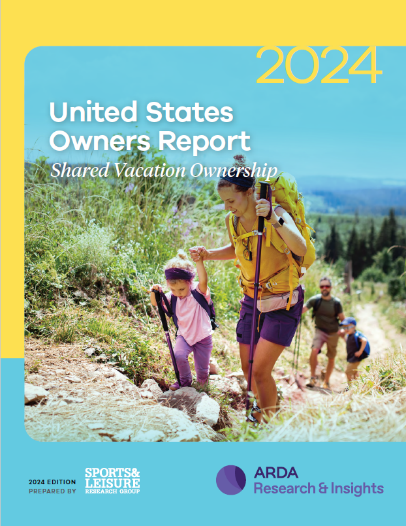 2024
United States
Owners Report
Shared Vacation Ownership
2024 EDITION
PREPARED BY
SPORTS&
LEISURE
RESEARCH GROUP
ARDA
Research & Insights